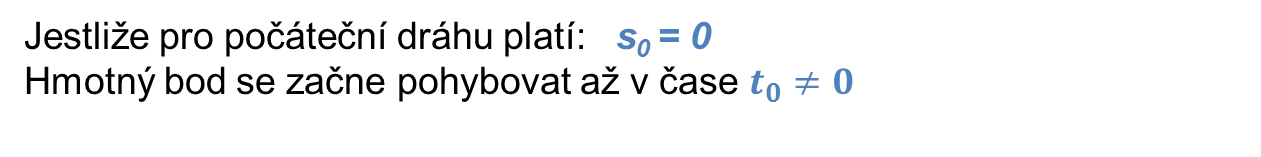 Jestliže pro počáteční dráhu platí: s₀ = 0
Hmotný bod se začne pohybovat až v čase t₀ ≠ 0